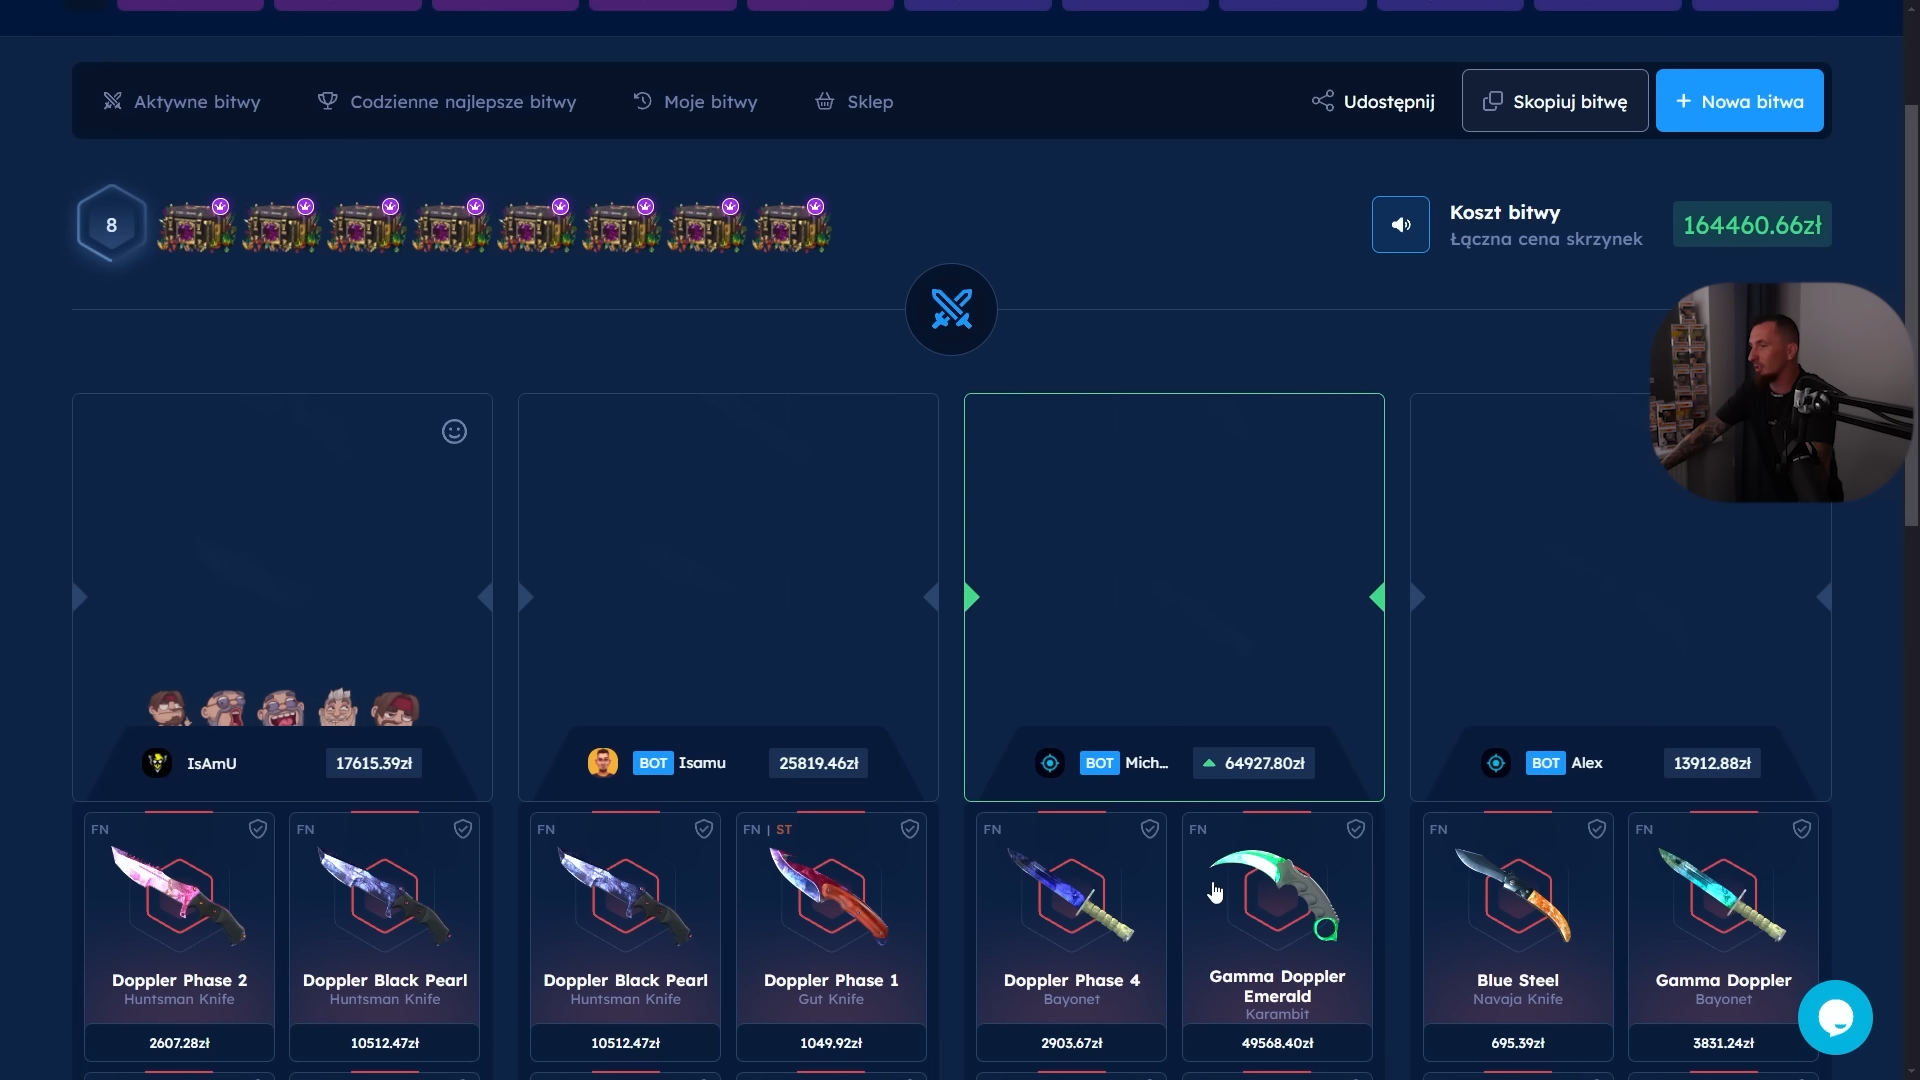 Aktywne bitwy
Codzienne najlepsze bitwy
Moje bitwy
Sklep
Udostępnij
Skopiuj bitwę
+ Nowa bitwa
8
Koszt bitwy
Łączna cena skrzynek
164460.66zł
IsAmU
17615.39zł
BOT Isamu
25819.46zł
BOT Mich...
64927.80zł
BOT Alex
13912.88zł
FN
Doppler Phase 2
Huntsman Knife
2607.28zł
FN
Doppler Black Pearl
Huntsman Knife
10512.47zł
FN
Doppler Black Pearl
Huntsman Knife
10512.47zł
FN | ST
Doppler Phase 1
Gut Knife
1049.92zł
FN
Doppler Phase 4
Bayonet
2903.67zł
FN
Gamma Doppler
Emerald
Karambit
49568.40zł
FN
Blue Steel
Navaja Knife
695.39zł
FN
Gamma Doppler
Bayonet
3831.24zł